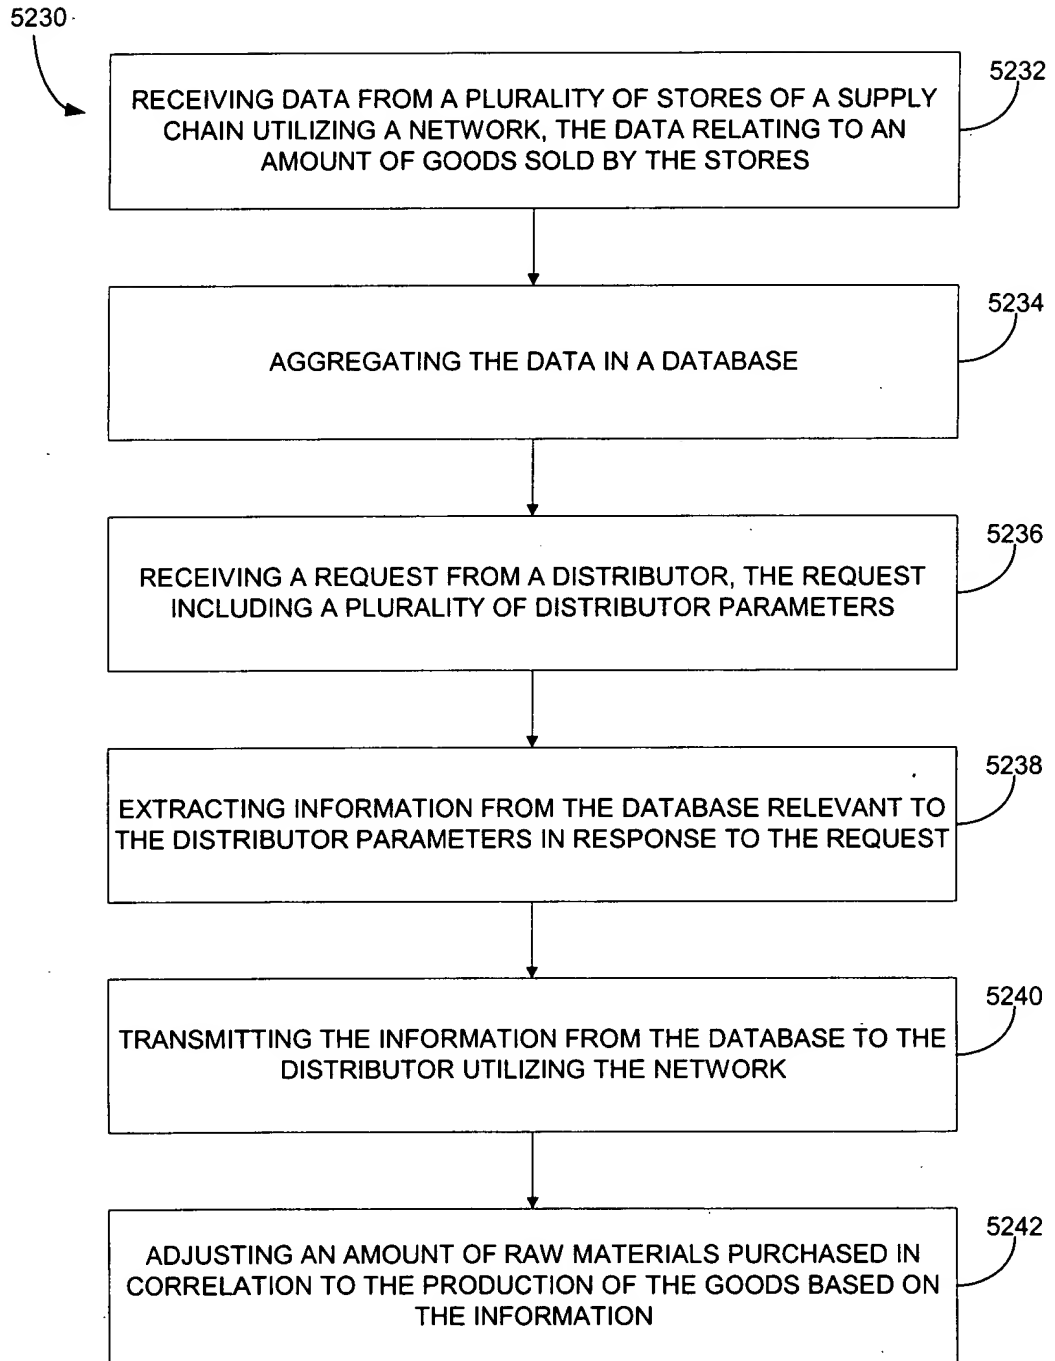 5230
RECEIVING DATA FROM A PLURALITY OF STORES OF A SUPPLY
CHAIN UTILIZING A NETWORK, THE DATA RELATING TO AN
AMOUNT OF GOODS SOLD BY THE STORES
5232
AGGREGATING THE DATA IN A DATABASE
5234
RECEIVING A REQUEST FROM A DISTRIBUTOR, THE REQUEST
INCLUDING A PLURALITY OF DISTRIBUTOR PARAMETERS
5236
EXTRACTING INFORMATION FROM THE DATABASE RELEVANT TO
THE DISTRIBUTOR PARAMETERS IN RESPONSE TO THE REQUEST
5238
TRANSMITTING THE INFORMATION FROM THE DATABASE TO THE
DISTRIBUTOR UTILIZING THE NETWORK
5240
ADJUSTING AN AMOUNT OF RAW MATERIALS PURCHASED IN
CORRELATION TO THE PRODUCTION OF THE GOODS BASED ON
THE INFORMATION
5242